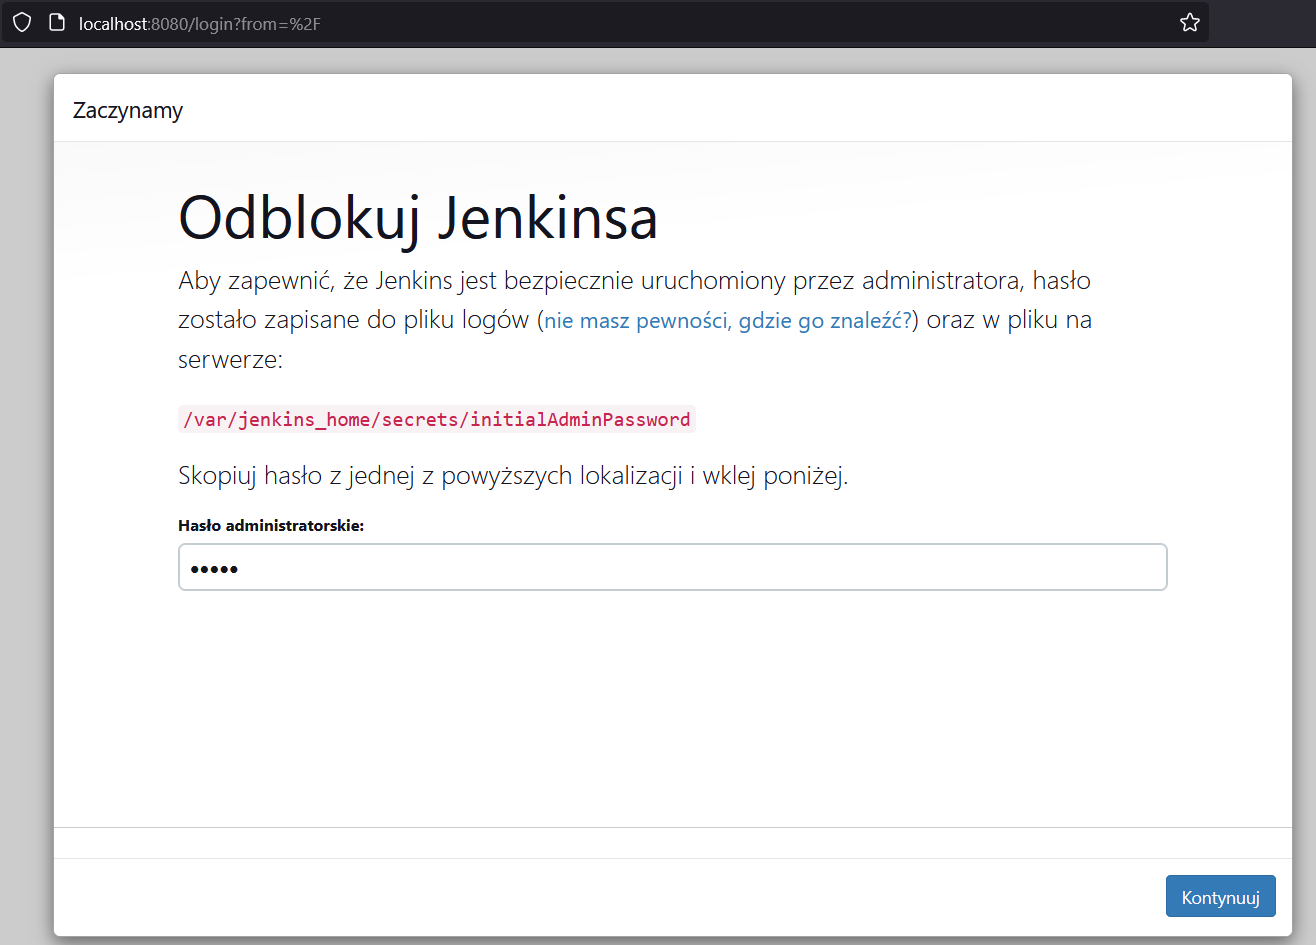 localhost:8080/login?from=%2F
Zaczynamy
Odblokuj Jenkinsa
Aby zapewnić, że Jenkins jest bezpiecznie uruchomiony przez administratora, hasło
zostało zapisane do pliku logów (nie masz pewności, gdzie go znaleźć?) oraz w pliku na
serwerze:
/var/jenkins_home/secrets/initialAdminPassword
Skopiuj hasło z jednej z powyższych lokalizacji i wklej poniżej.
Hasło administratorskie:
•••••
Kontynuuj